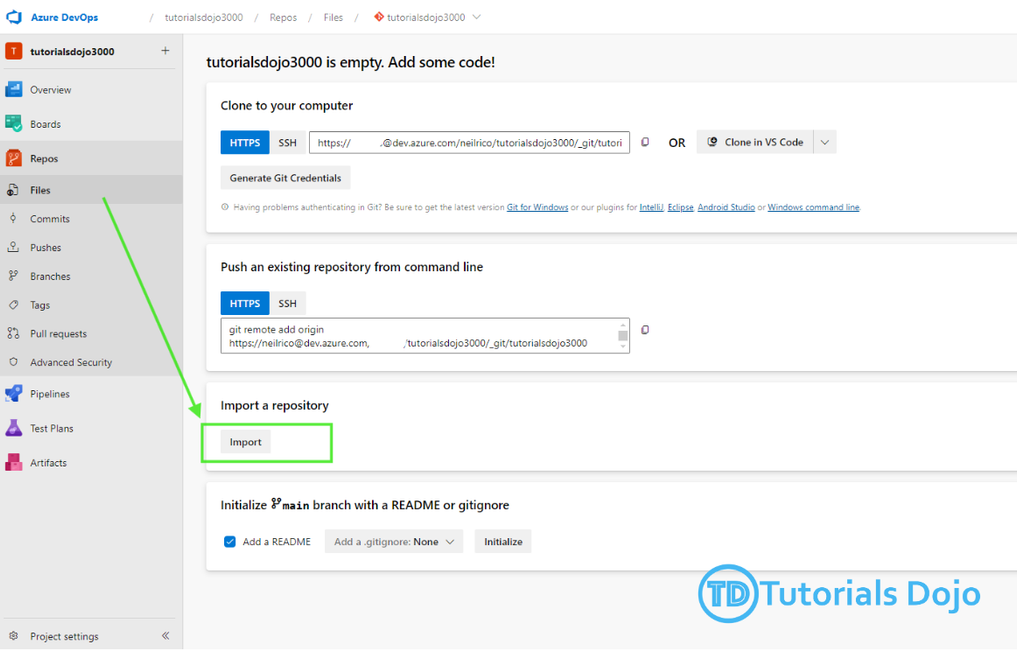 Azure DevOps / tutorialsdojo3000 / Repos / Files / tutorialsdojo3000
T tutorialsdojo3000 +
Overview
Boards
Repos
Files
Commits
Pushes
Branches
Tags
Pull requests
Advanced Security
Pipelines
Test Plans
Artifacts
Project settings
tutorialsdojo3000 is empty. Add some code!
Clone to your computer
HTTPS SSH https:// .@dev.azure.com/neilrico/tutorialsdojo3000/_git/tutori OR Clone in VS Code
Generate Git Credentials
Having problems authenticating in Git? Be sure to get the latest version Git for Windows or our plugins for IntelliJ, Eclipse, Android Studio or Windows command line.
Push an existing repository from command line
HTTPS SSH
git remote add origin
https://neilrico@dev.azure.com, /tutorialsdojo3000/_git/tutorialsdojo3000
Import a repository
Import
Initialize main branch with a README or gitignore
Add a README Add a .gitignore: None Initialize
TD Tutorials Dojo